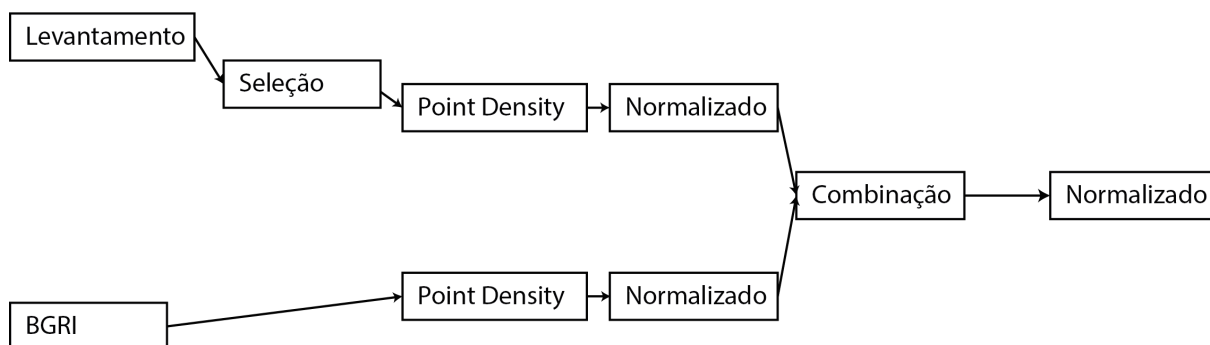 Levantamento
Seleção
Point Density
Normalizado
Combinação
Normalizado
Point Density
Normalizado
BGRI